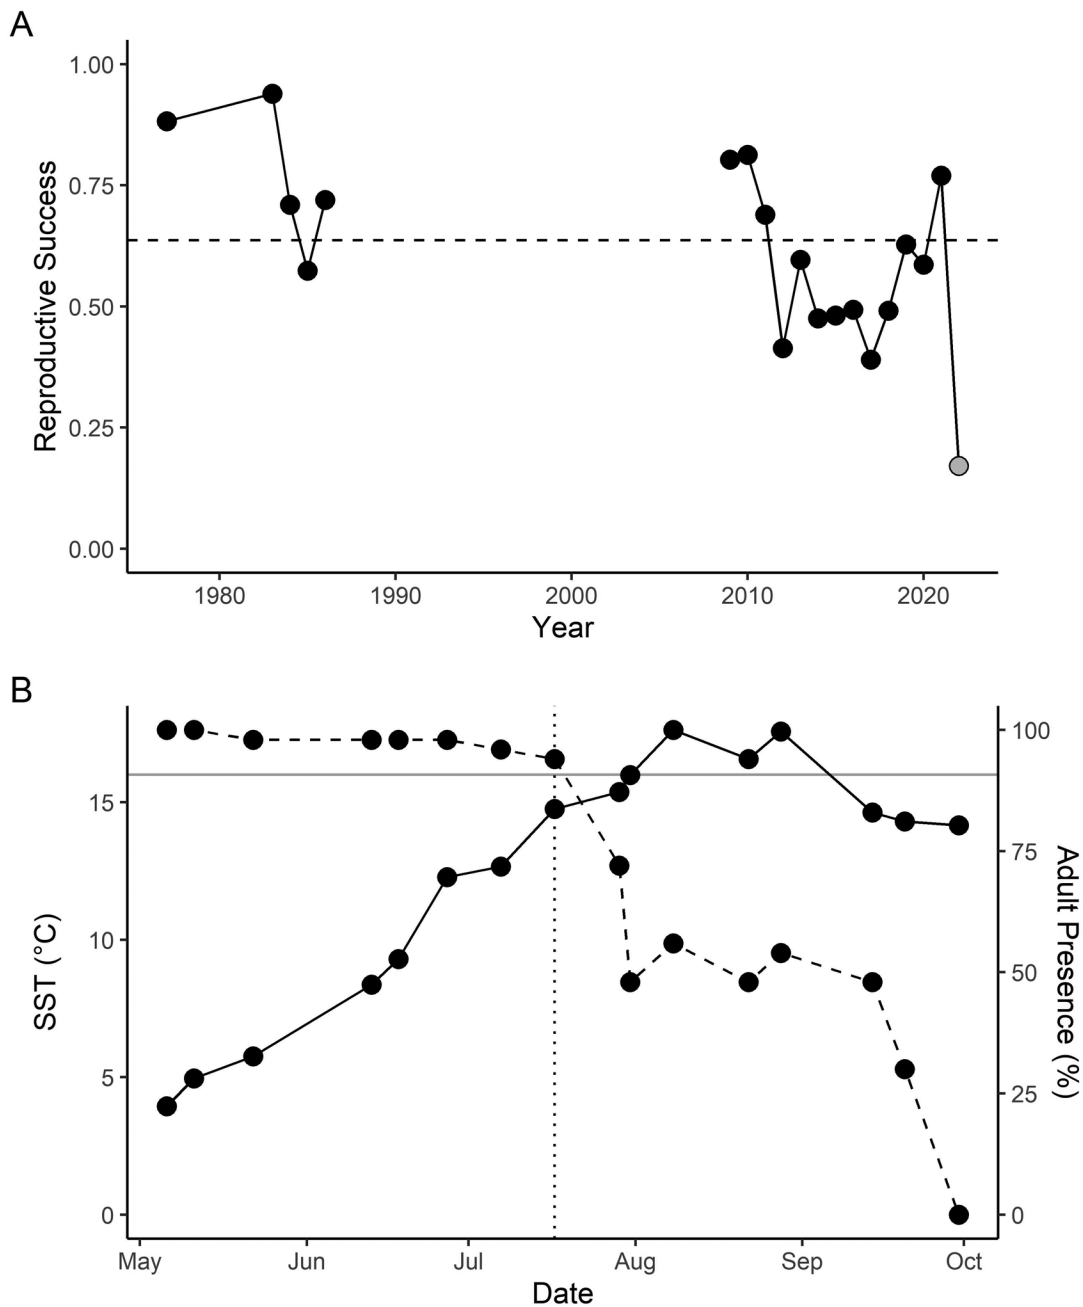 A
1.00
0.75
0.50
0.25
0.00
Reproductive Success
1980 1990 2000 2010 2020
Year
B
15
10
5
0
SST (°C)
100
75
50
25
0
Adult Presence (%)
May Jun Jul Aug Sep Oct
Date